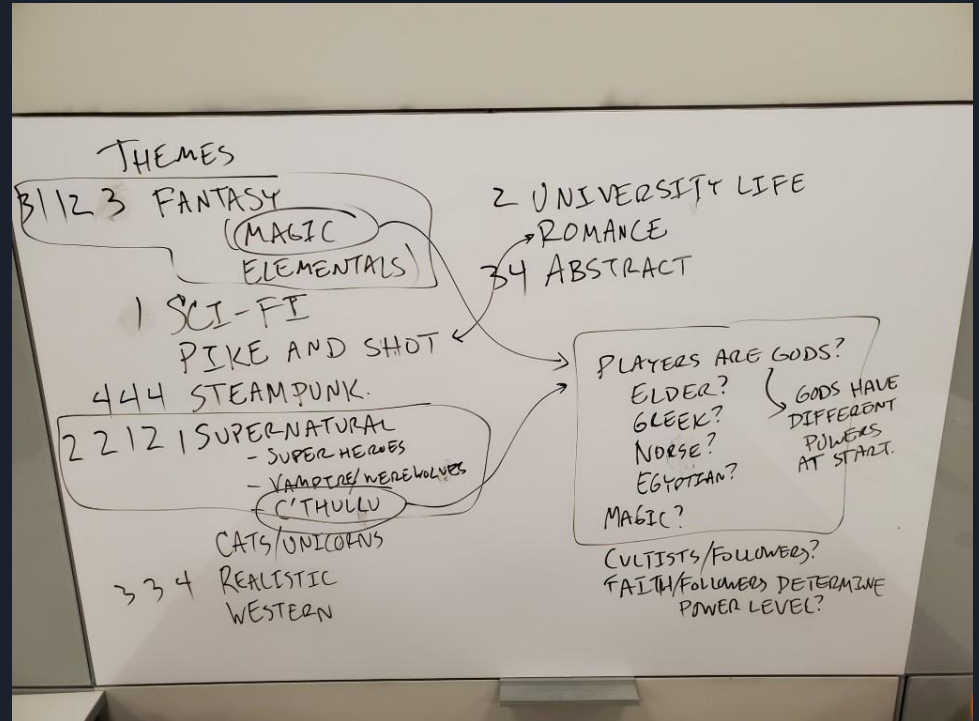 THEMES
31123 FANTASY
(MAGIC
ELEMENTALS)
1 SCI-FI
PIKE AND SHOT
444 STEAMPUNK.
22121 SUPERNATURAL
- SUPER HEROES
- VAMPIRE/WEREWOLVES
- C'THULLU
CATS/UNICORNS
334 REALISTIC
WESTERN
2 UNIVERSITY LIFE
ROMANCE
34 ABSTRACT
PLAYERS ARE GODS?
ELDER?
GREEK?
NORSE?
EGYPTIAN?
MAGIC?
GODS HAVE
DIFFERENT
POWERS
AT START.
CULTISTS/FOLLOWERS?
FAITH/FOLLOWERS DETERMINE
POWER LEVEL?